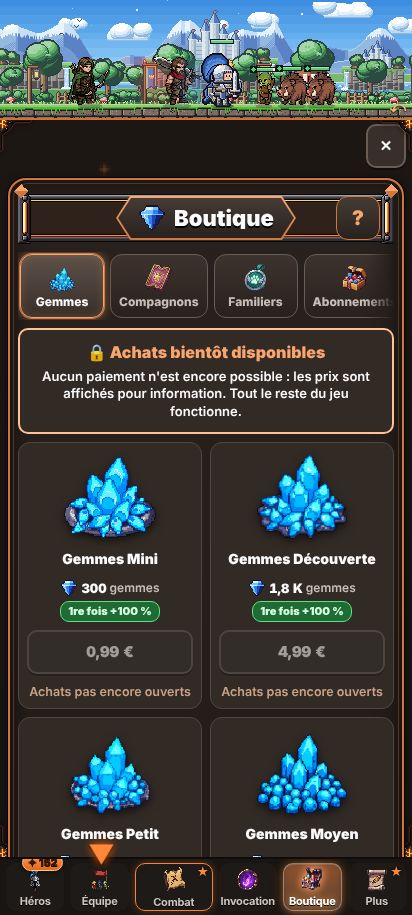 ×
Boutique
?
Gemmes
Compagnons
Familiers
Abonnement
🔒 Achats bientôt disponibles
Aucun paiement n'est encore possible : les prix sont
affichés pour information. Tout le reste du jeu
fonctionne.
Gemmes Mini
Gemmes Découverte
300 gemmes
1,8 K gemmes
1re fois +100 %
1re fois +100 %
0,99 €
4,99 €
Achats pas encore ouverts
Achats pas encore ouverts
Gemmes Petit
Gemmes Moyen
Héros
Équipe
Combat
Invocation
Boutique
Plus